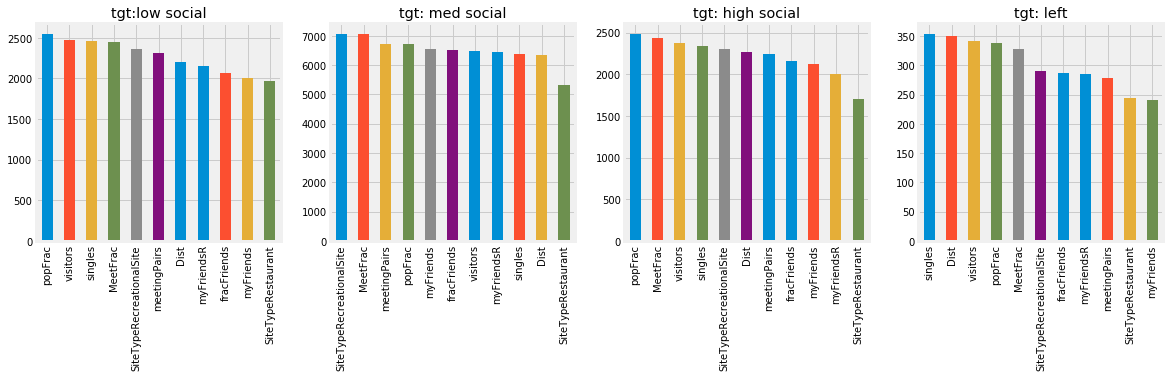 tgt:low social
2500
2000
1500
1000
500
0
popFrac
visitors
singles
MeetFrac
SiteTypeRecreationalSite
meetingPairs
Dist
myFriendsR
fracFriends
myFriends
SiteTypeRestaurant
tgt: med social
7000
6000
5000
4000
3000
2000
1000
0
SiteTypeRecreationalSite
MeetFrac
meetingPairs
popFrac
myFriends
fracFriends
visitors
myFriendsR
singles
Dist
SiteTypeRestaurant
tgt: high social
2500
2000
1500
1000
500
0
popFrac
MeetFrac
visitors
singles
SiteTypeRecreationalSite
Dist
meetingPairs
fracFriends
myFriends
myFriendsR
SiteTypeRestaurant
tgt: left
350
300
250
200
150
100
50
0
singles
Dist
visitors
popFrac
MeetFrac
SiteTypeRecreationalSite
fracFriends
myFriendsR
meetingPairs
SiteTypeRestaurant
myFriends